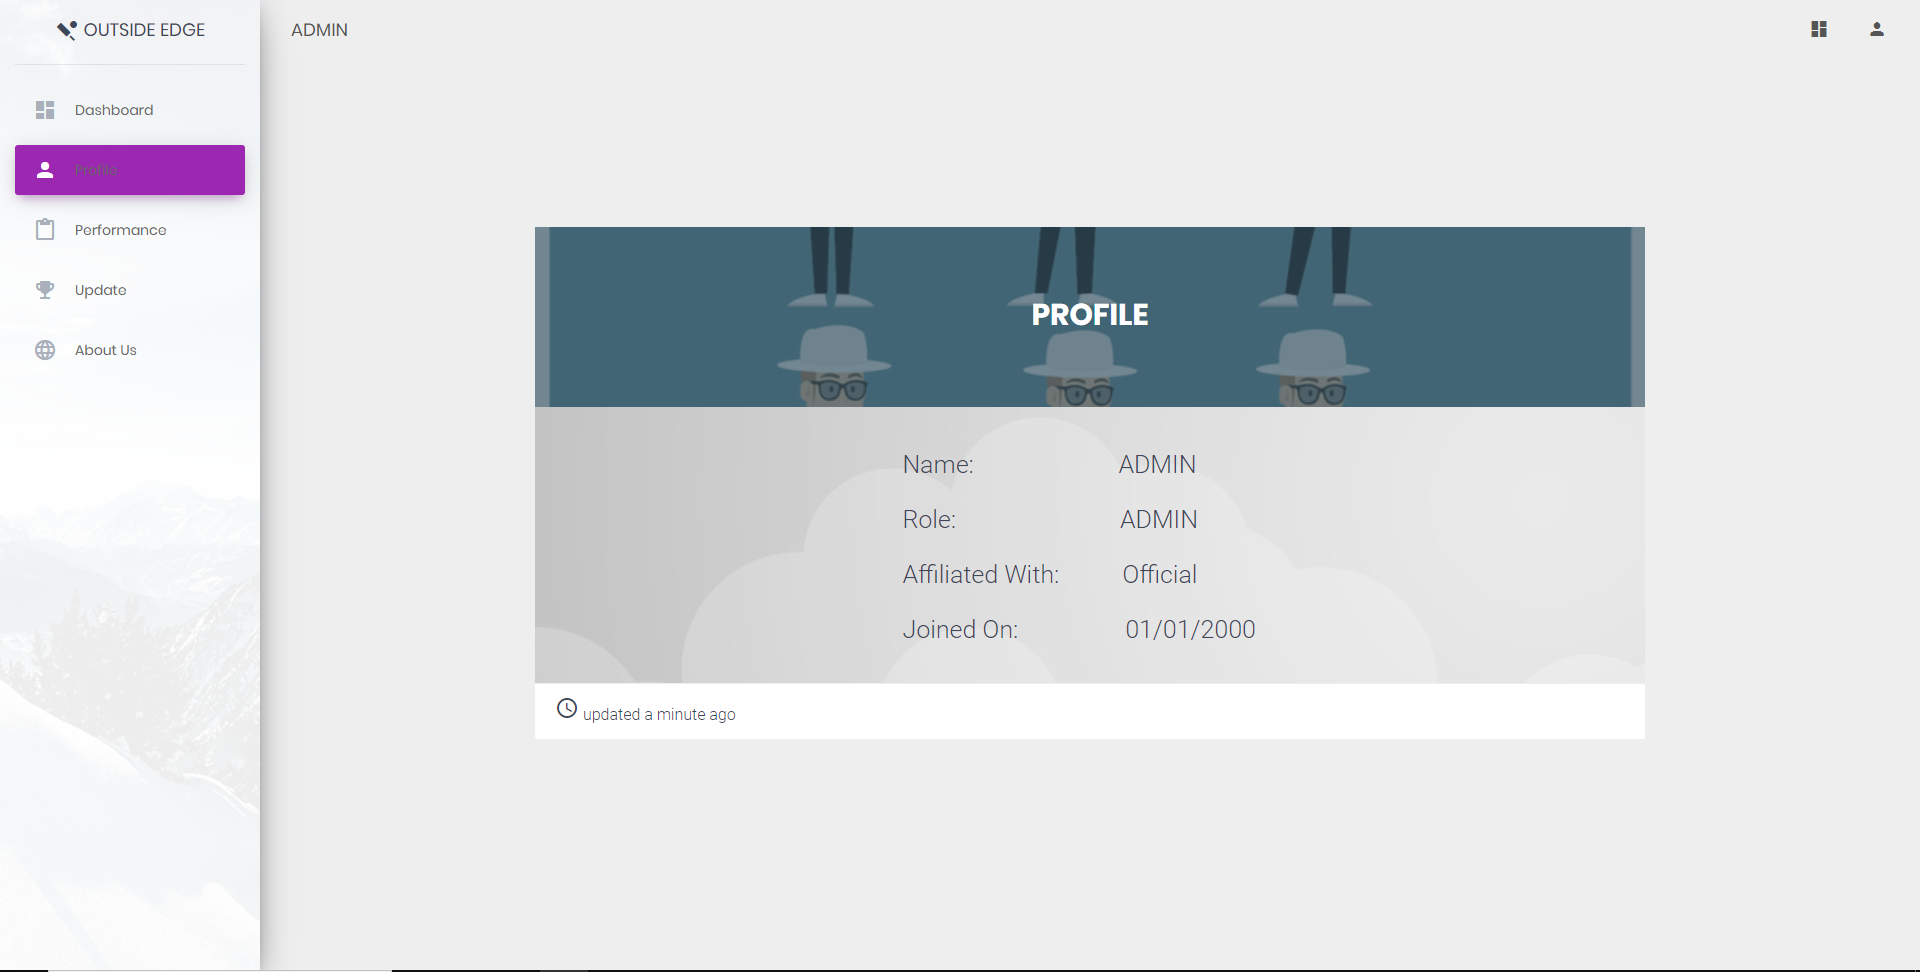 OUTSIDE EDGE
ADMIN
Dashboard
Profile
Performance
Update
About Us
PROFILE
Name: ADMIN
Role: ADMIN
Affiliated With: Official
Joined On: 01/01/2000
updated a minute ago